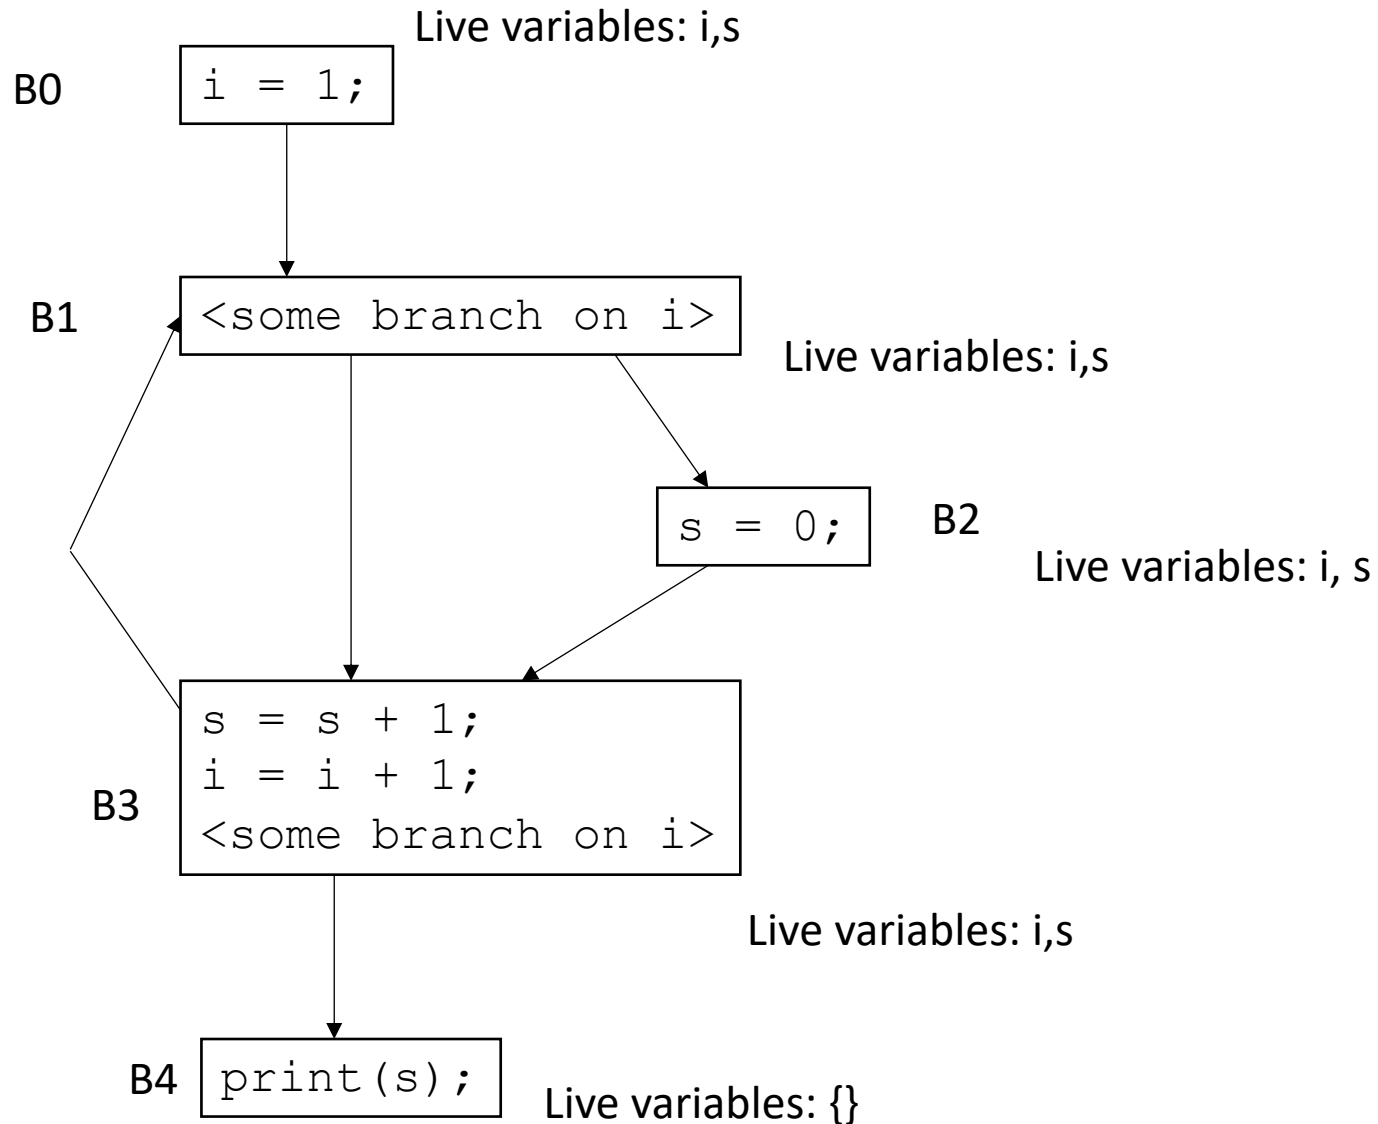 Live variables: i,s
B0
i = 1;
B1
<some branch on i>
Live variables: i,s
s = 0;
B2
Live variables: i, s
s = s + 1;
i = i + 1;
B3
<some branch on i>
Live variables: i,s
B4
print(s);
Live variables: {}